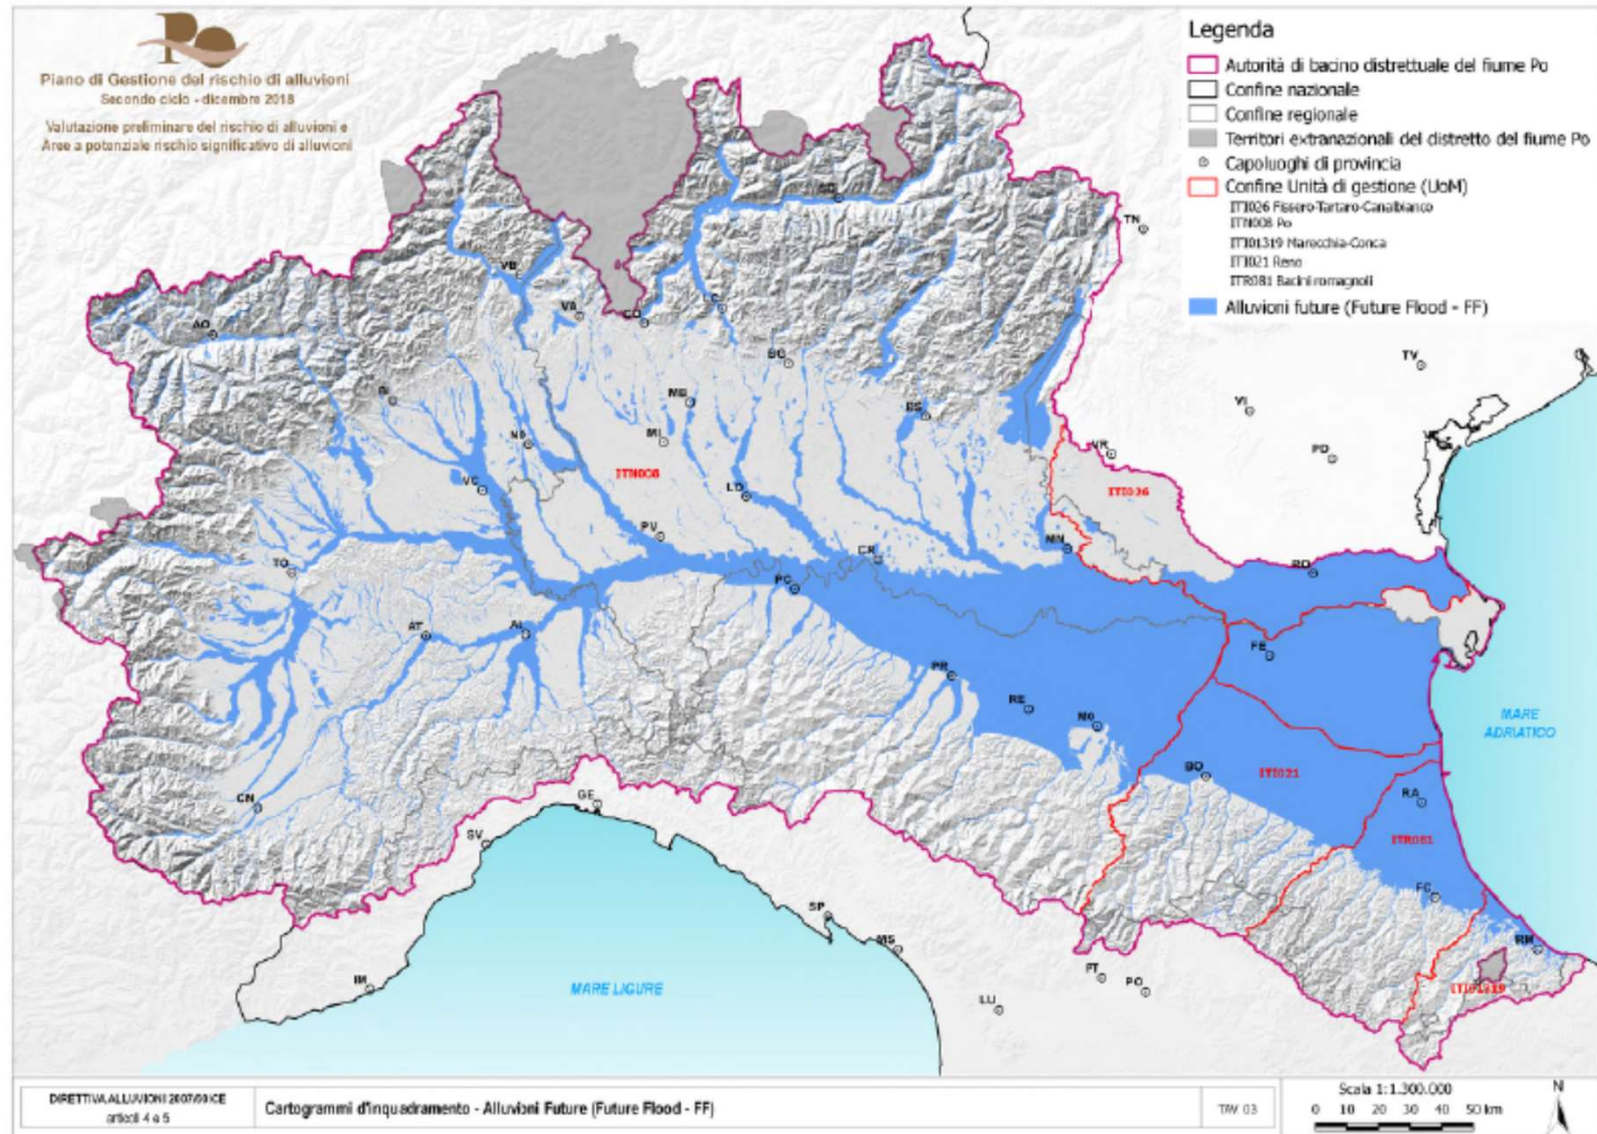 Po
Piano di Gestione del rischio di alluvioni
Secondo ciclo - dicembre 2018
Valutazione preliminare del rischio di alluvioni e
Aree a potenziale rischio significativo di alluvioni
Legenda
Autorità di bacino distrettuale del fiume Po
Confine nazionale
Confine regionale
Territori extranazionali del distretto del fiume Po
Capoluoghi di provincia
Confine Unità di gestione (UoM)
ITI026 Fissero-Tartaro-Canalbianco
ITN008 Po
ITI01319 Marecchia-Conca
ITI021 Reno
ITR081 Bacini romagnoli
Alluvioni future (Future Flood - FF)
TN
SO
VB
VA
CO
LC
AO
BG
TV
BI
MB
BS
VI
NO
MI
VR
PD
ITN008
VC
LO
ITI026
PV
MN
CR
TO
PC
RO
AT
AL
FE
PR
RE
MO
MARE
ADRIATICO
BO
ITI021
CN
GE
RA
SV
ITR081
FC
SP
MS
RN
IM
MARE LIGURE
PT
PO
ITI01319
LU
DIRETTIVA ALLUVIONI 2007/60/CE
articoli 4 e 5
Cartogrammi d'inquadramento - Alluvioni Future (Future Flood - FF)
TAV 03
Scala 1:1.300.000
0 10 20 30 40 50 km
N